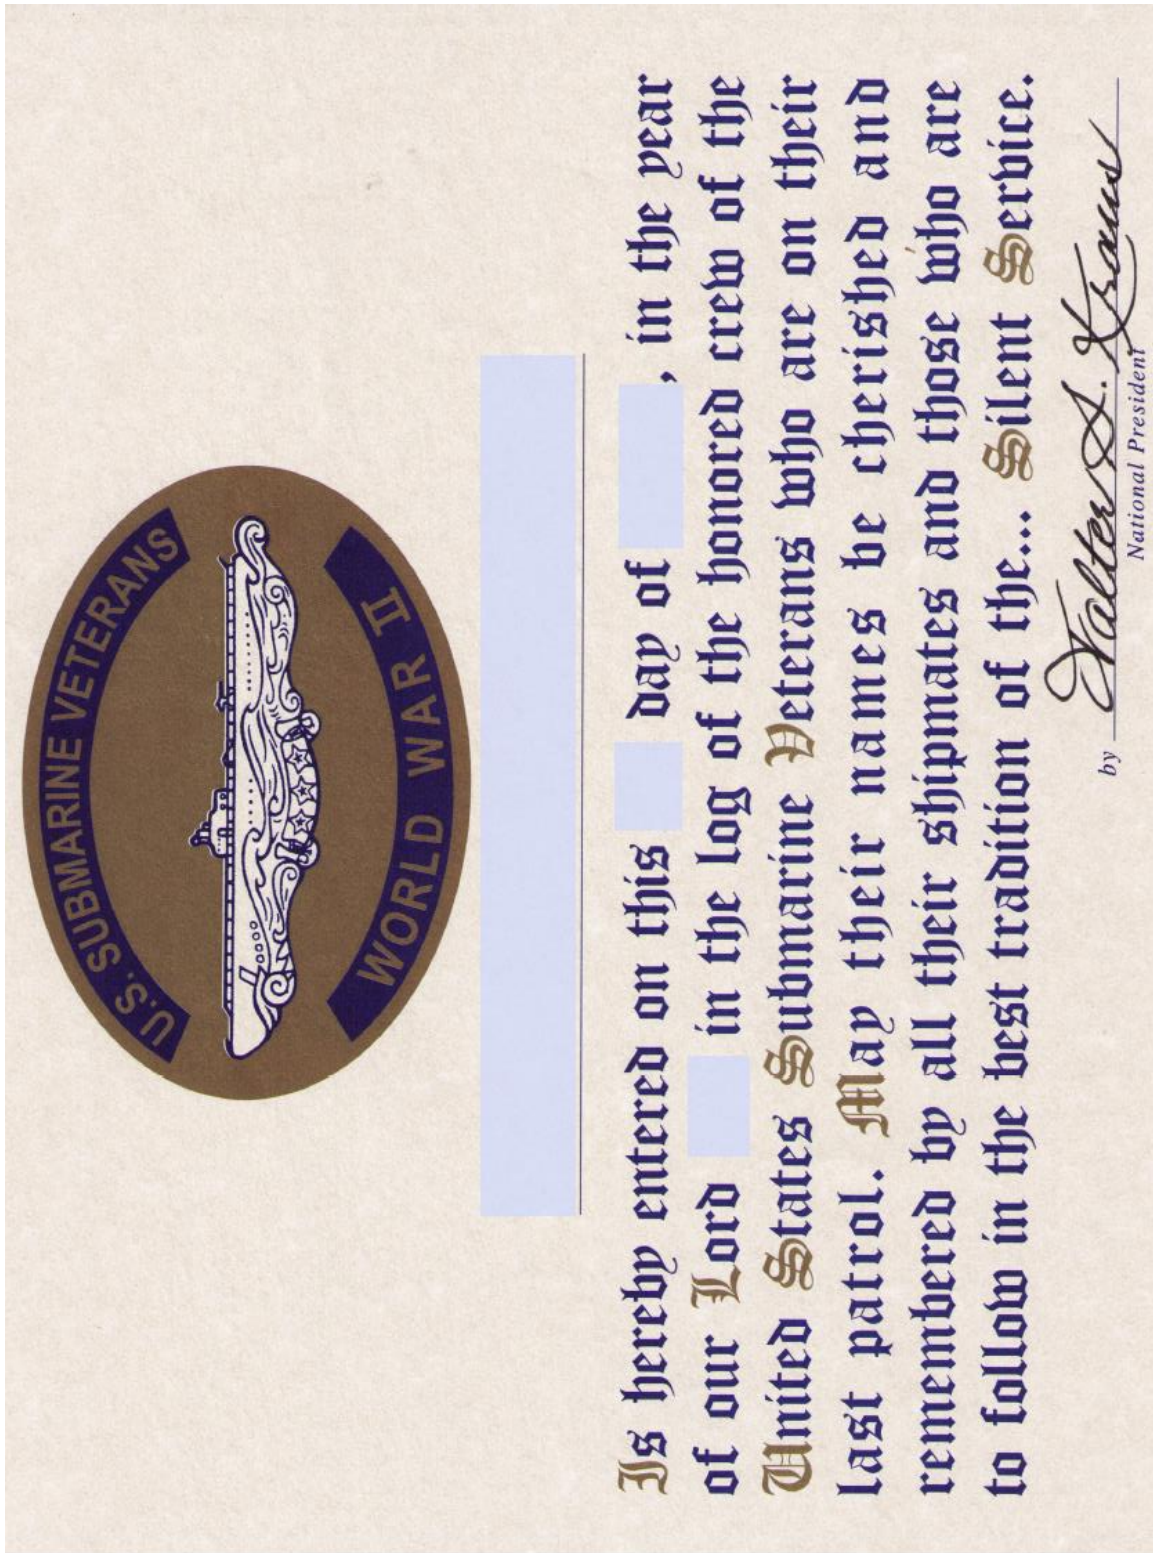 U.S. SUBMARINE VETERANS
WORLD WAR II
Is hereby entered on this day of , in the year
of our Lord in the log of the honored crew of the
United States Submarine Veterans who are on their
last patrol. May their names be cherished and
remembered by all their shipmates and those who are
to follow in the best tradition of the... Silent Service.
by Walter S. Kraus
National President